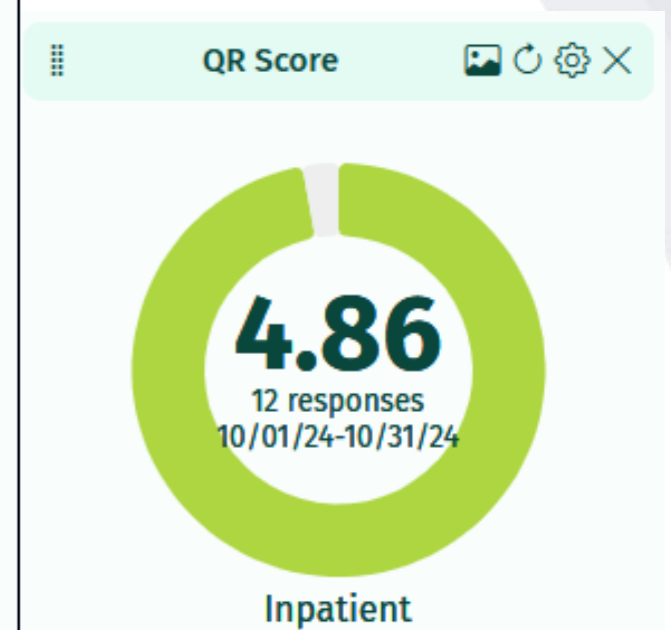 QR Score
4.86
12 responses
10/01/24-10/31/24
Inpatient